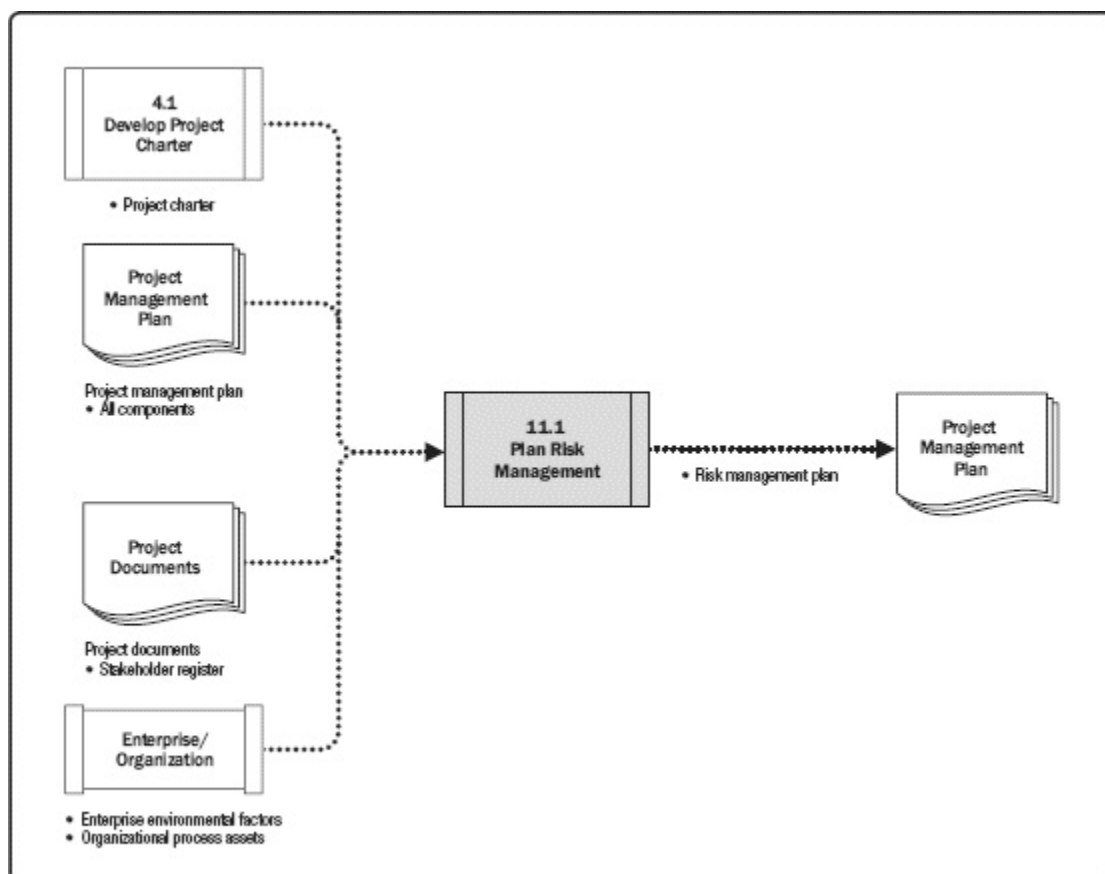 4.1
Develop Project
Charter
• Project charter
Project
Management
Plan
Project management plan
• All components
Project
Documents
Project documents
• Stakeholder register
Enterprise/
Organization
• Enterprise environmental factors
• Organizational process assets
11.1
Plan Risk
Management
• Risk management plan
Project
Management
Plan